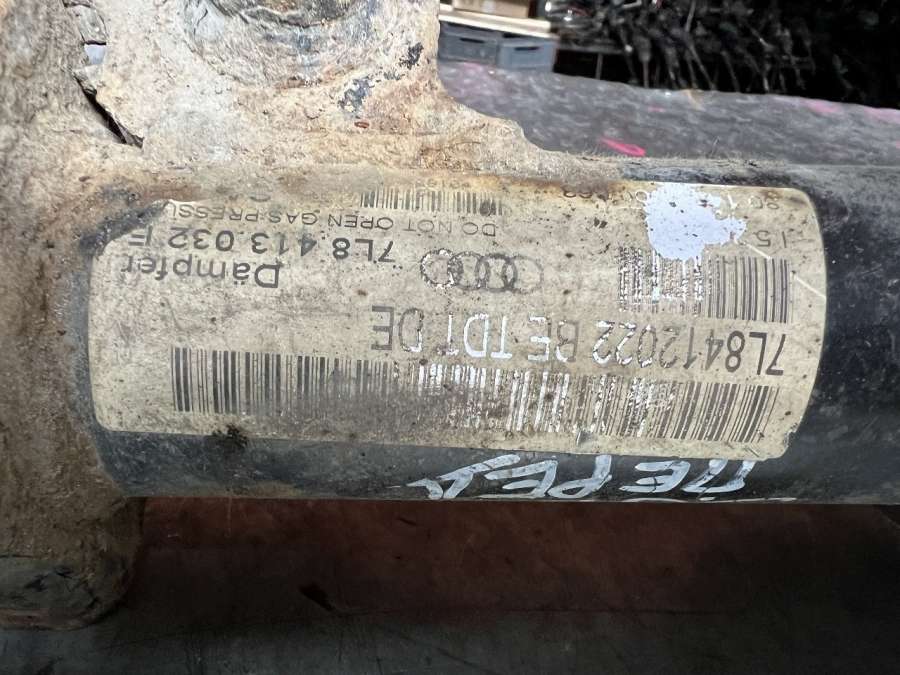 7L8412022 BE TDT DE
Dämpfer
7L8 413 032
DO NOT OPEN GAS PRESSU
ПЕРЕД